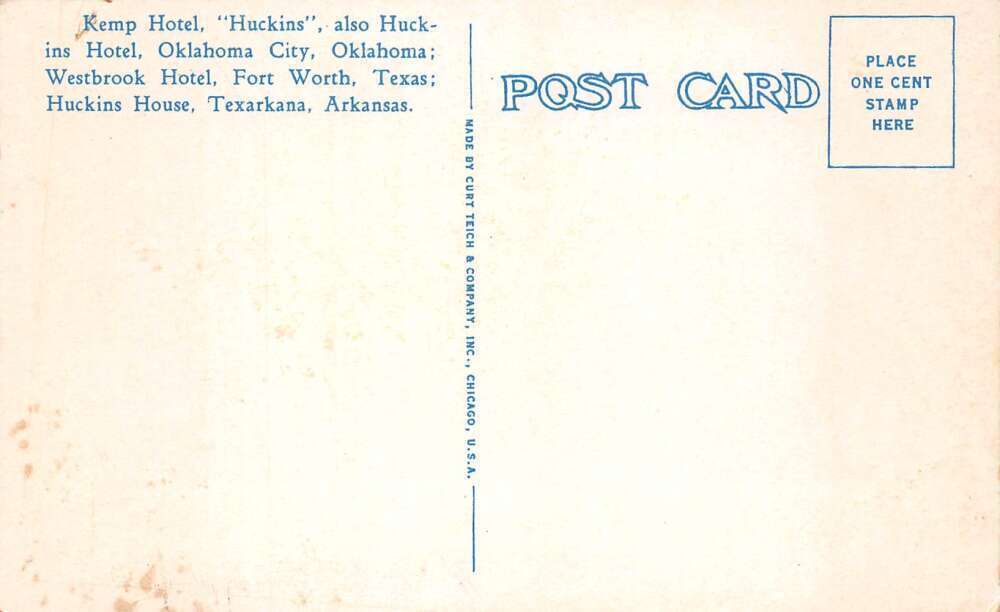 Kemp Hotel, "Huckins", also Huck-
ins Hotel, Oklahoma City, Oklahoma;
Westbrook Hotel, Fort Worth, Texas;
Huckins House, Texarkana, Arkansas.
MADE BY CURT TEICH & COMPANY, INC., CHICAGO, U.S.A.
POST CARD
PLACE
ONE CENT
STAMP
HERE